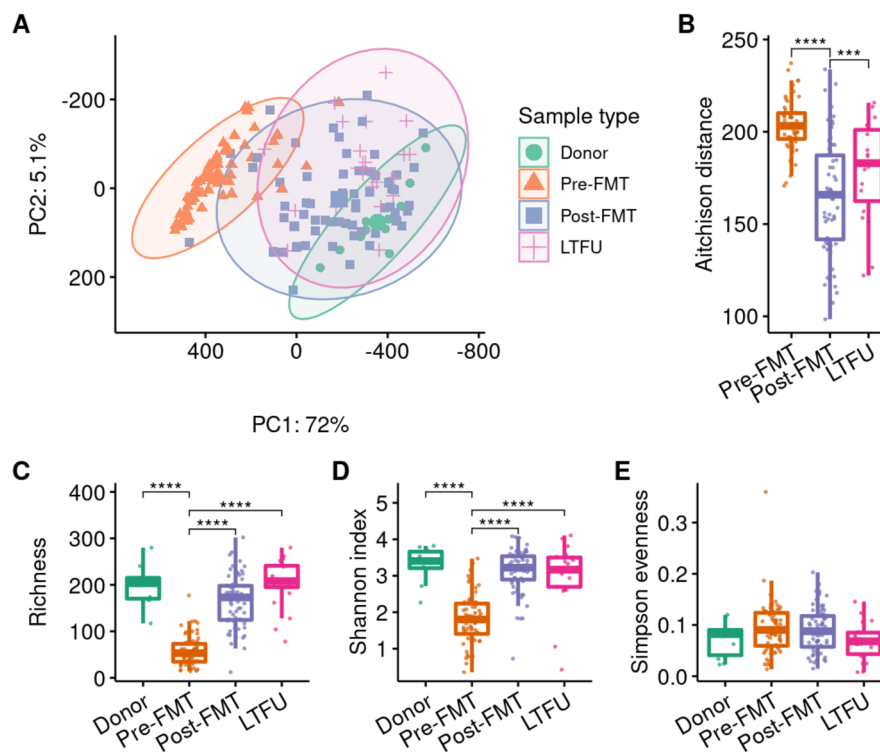 A
PC2: 5.1%
-200
0
200
400
0
-400
-800
PC1: 72%
Sample type
Donor
Pre-FMT
Post-FMT
LTFU
B
Aitchison distance
250
200
150
100
****
***
Pre-FMT
Post-FMT
LTFU
C
Richness
400
300
200
100
0
****
****
****
Donor
Pre-FMT
Post-FMT
LTFU
D
Shannon index
5
4
3
2
1
****
****
****
Donor
Pre-FMT
Post-FMT
LTFU
E
Simpson evenness
0.3
0.2
0.1
0.0
Donor
Pre-FMT
Post-FMT
LTFU